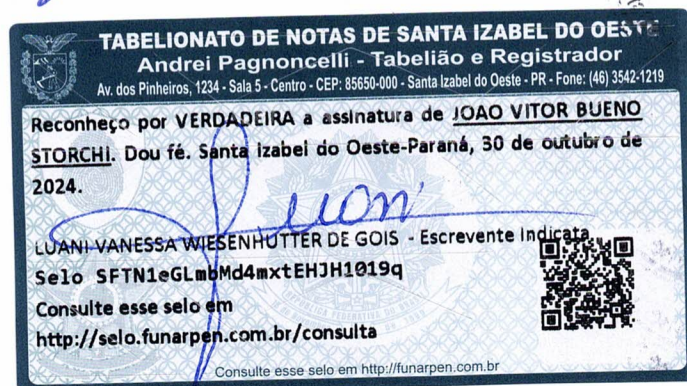 TABELIONATO DE NOTAS DE SANTA IZABEL DO OESTE
Andrei Pagnoncelli - Tabelião e Registrador
Av. dos Pinheiros, 1234 - Sala 5 - Centro - CEP: 85650-000 - Santa Izabel do Oeste - PR - Fone: (46) 3542-1219
Reconheço por VERDADEIRA a assinatura de JOAO VITOR BUENO
STORCHI. Dou fé. Santa Izabel do Oeste-Paraná, 30 de outubro de
2024.
LUANI VANESSA WIESENHUTTER DE GOIS - Escrevente Indicata
Selo SFTN1eGLmbMd4mxtEHJH1019q
Consulte esse selo em
http://selo.funarpen.com.br/consulta
Consulte esse selo em http://funarpen.com.br